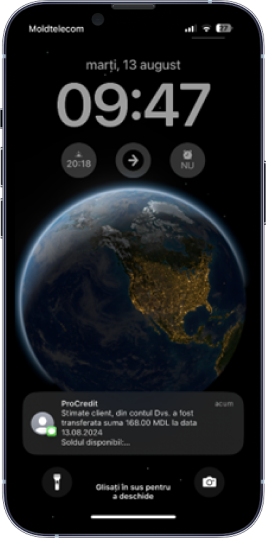 Moldtelecom
27
marți, 13 august
09:47
20:18
NU
ProCredit
acum
Stimate client, din contul Dvs. a fost
transferata suma 168.00 MDL la data
13.08.2024
Soldul disponibil:...
Glisați în sus pentru
a deschide